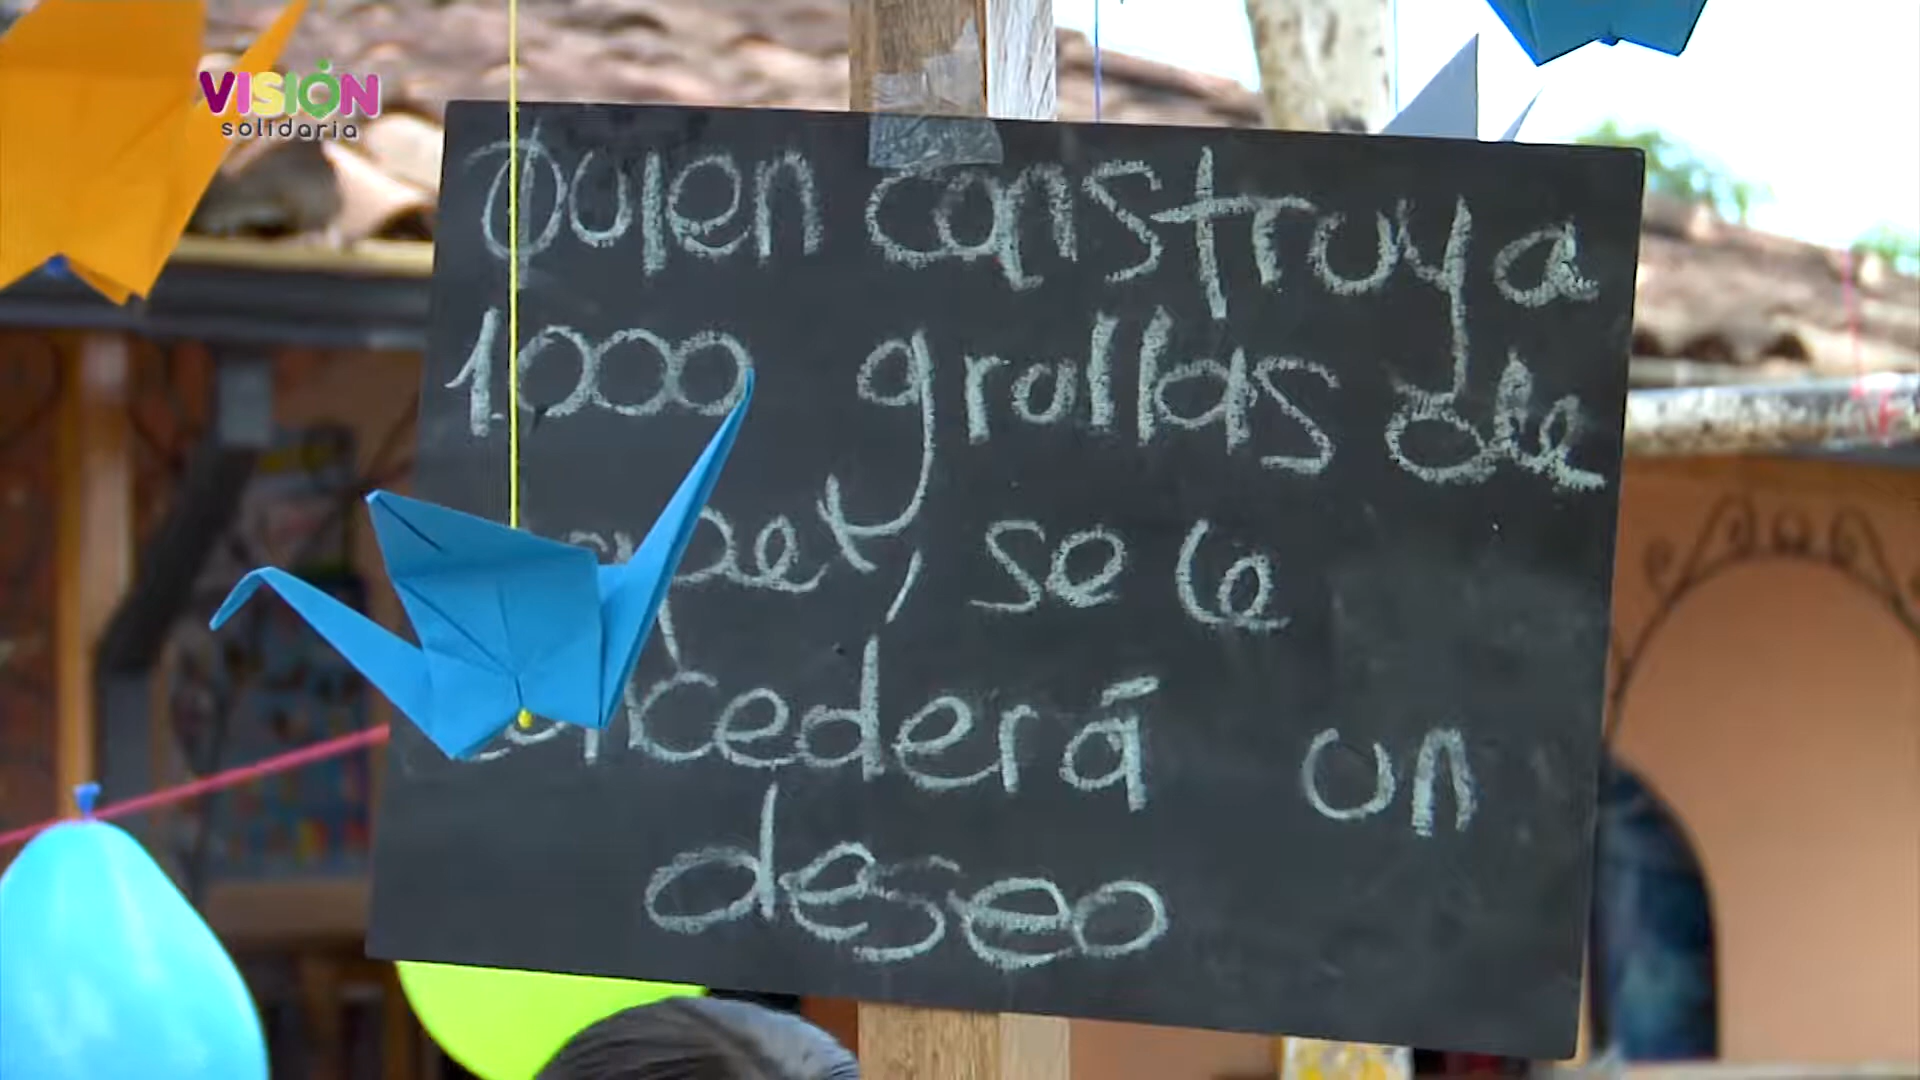 VISIÓN
solidaria
Quien construya
1000 grullas de
se le
concederá un
deseo